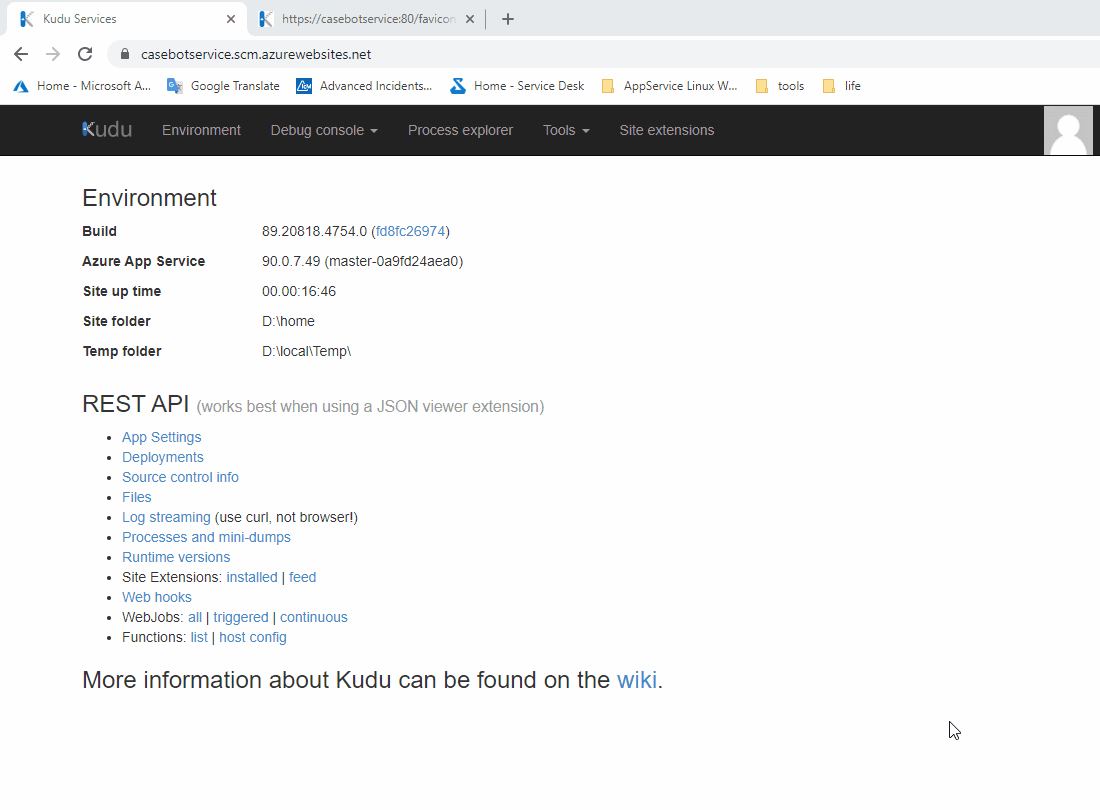 Kudu Services
https://casebotservice:80/favicon
casebotservice.scm.azurewebsites.net
Home - Microsoft A... Google Translate Advanced Incidents... Home - Service Desk AppService Linux W... tools life
Kudu Environment Debug console Process explorer Tools Site extensions
Environment
Build 89.20818.4754.0 (fd8fc26974)
Azure App Service 90.0.7.49 (master-0a9fd24aea0)
Site up time 00.00:16:46
Site folder D:\home
Temp folder D:\local\Temp\
REST API (works best when using a JSON viewer extension)
• App Settings
• Deployments
• Source control info
• Files
• Log streaming (use curl, not browser!)
• Processes and mini-dumps
• Runtime versions
• Site Extensions: installed | feed
• Web hooks
• WebJobs: all | triggered | continuous
• Functions: list | host config
More information about Kudu can be found on the wiki.